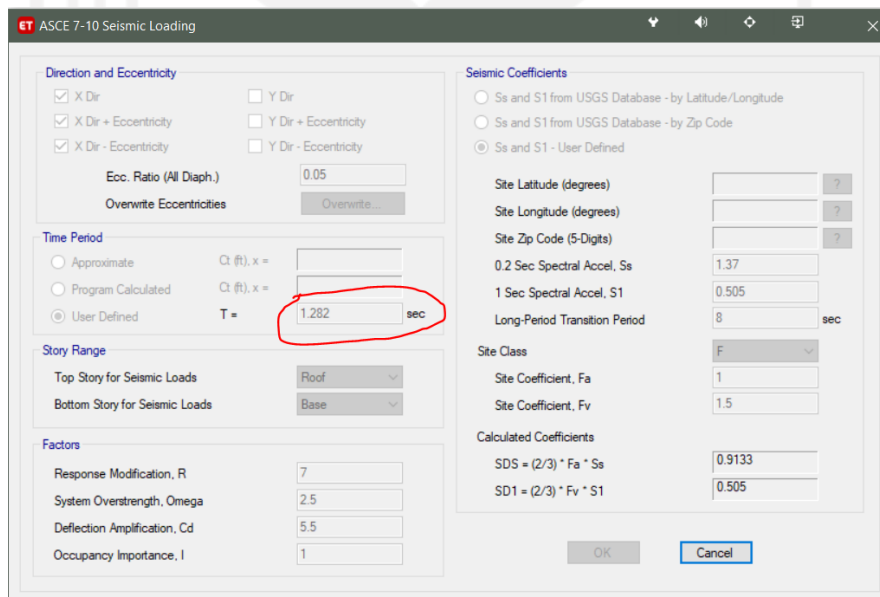 ET ASCE 7-10 Seismic Loading
Direction and Eccentricity
X Dir
Y Dir
X Dir + Eccentricity
Y Dir + Eccentricity
X Dir - Eccentricity
Y Dir - Eccentricity
Ecc. Ratio (All Diaph.) 0.05
Overwrite Eccentricities Overwrite...
Time Period
Approximate Ct (ft), x =
Program Calculated Ct (ft), x =
User Defined T = 1.282 sec
Story Range
Top Story for Seismic Loads Roof
Bottom Story for Seismic Loads Base
Factors
Response Modification, R 7
System Overstrength, Omega 2.5
Deflection Amplification, Cd 5.5
Occupancy Importance, I 1
Seismic Coefficients
Ss and S1 from USGS Database - by Latitude/Longitude
Ss and S1 from USGS Database - by Zip Code
Ss and S1 - User Defined
Site Latitude (degrees) ?
Site Longitude (degrees) ?
Site Zip Code (5-Digits) ?
0.2 Sec Spectral Accel, Ss 1.37
1 Sec Spectral Accel, S1 0.505
Long-Period Transition Period 8 sec
Site Class F
Site Coefficient, Fa 1
Site Coefficient, Fv 1.5
Calculated Coefficients
SDS = (2/3) * Fa * Ss 0.9133
SD1 = (2/3) * Fv * S1 0.505
OK Cancel